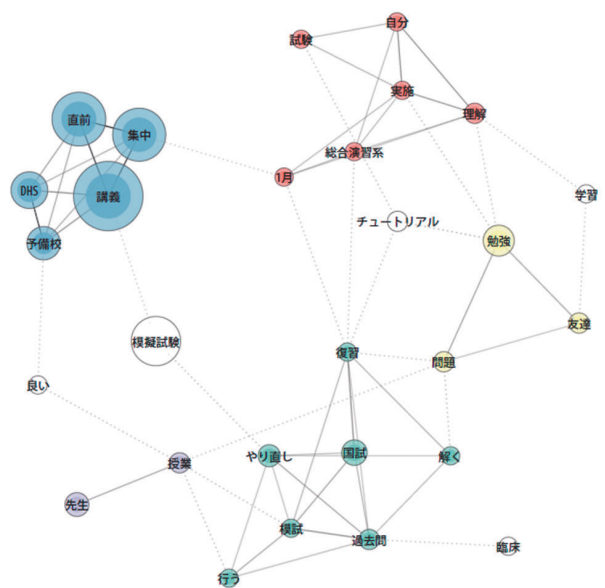 自分
試験
実施
直前
理解
集中
総合演習系
1月
DHS
講義
学習
チュートリアル
予備校
勉強
友達
模擬試験
復習
問題
良い
国試
やり直し
解く
授業
先生
模試
過去問
臨床
行う